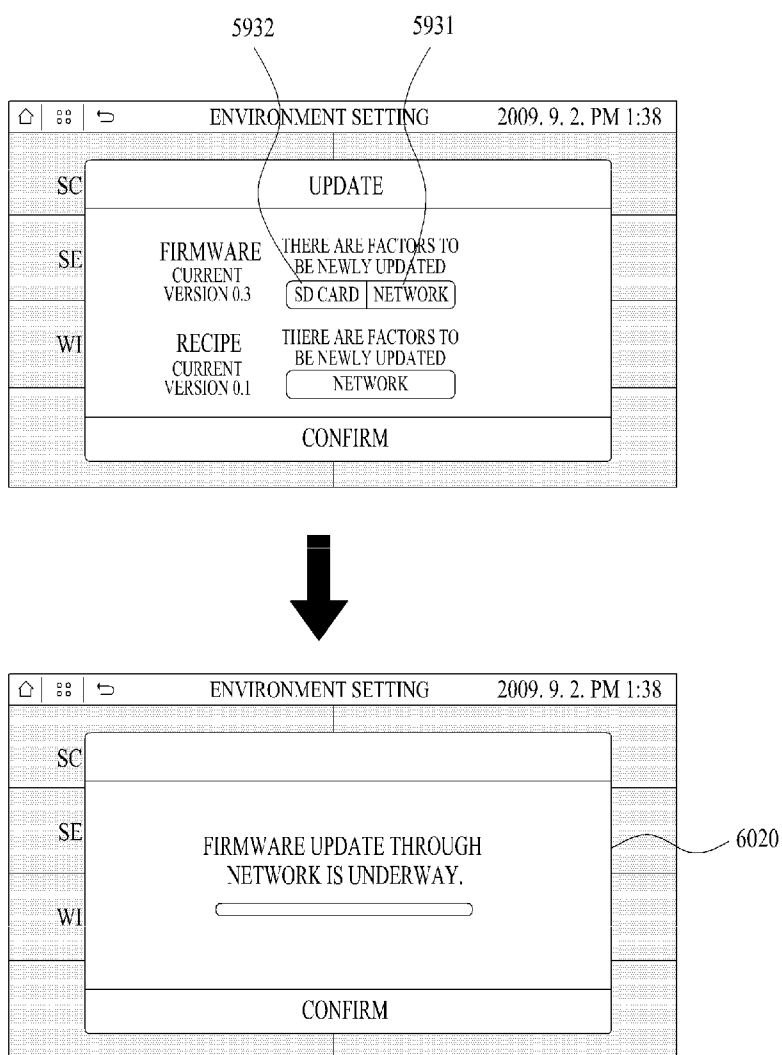 5932 5931
ENVIRONMENT SETTING 2009. 9. 2. PM 1:38
SC
UPDATE
SE
FIRMWARE
CURRENT
VERSION 0.3
THERE ARE FACTORS TO
BE NEWLY UPDATED
SD CARD NETWORK
WI
RECIPE
CURRENT
VERSION 0.1
THERE ARE FACTORS TO
BE NEWLY UPDATED
NETWORK
CONFIRM
ENVIRONMENT SETTING 2009. 9. 2. PM 1:38
SC
SE
FIRMWARE UPDATE THROUGH
NETWORK IS UNDERWAY.
6020
WI
CONFIRM